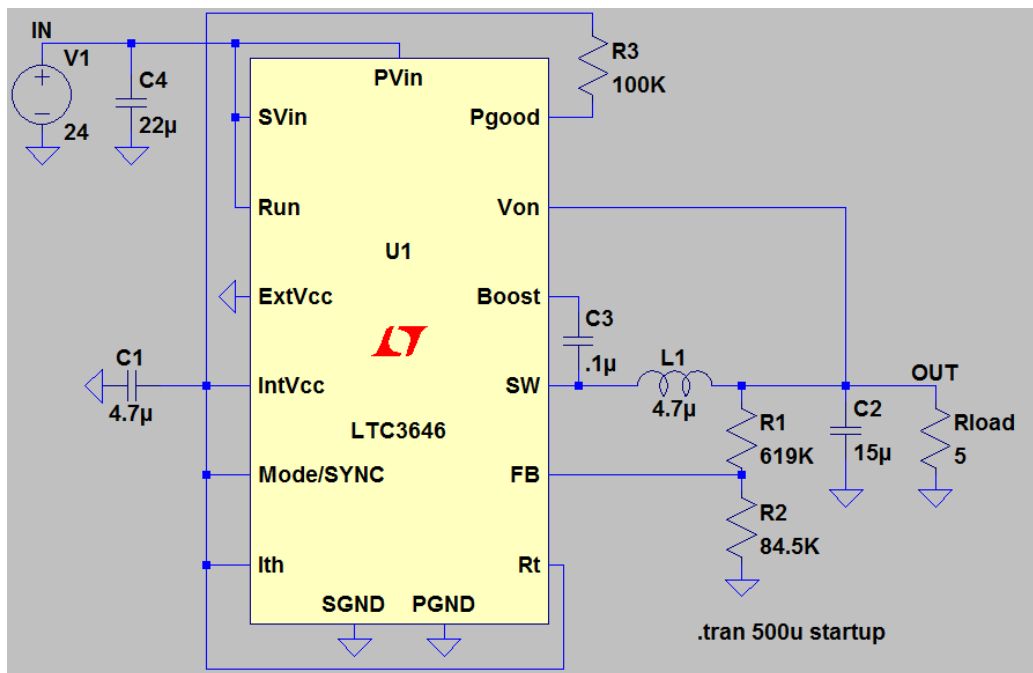 IN
V1
24
C4
22µ
R3
100K
PVin
SVin
Pgood
Run
Von
U1
ExtVcc
Boost
C3
.1µ
C1
4.7µ
IntVcc
SW
L1
4.7µ
OUT
LTC3646
R1
619K
C2
15µ
Rload
5
Mode/SYNC
FB
R2
84.5K
Ith
Rt
SGND
PGND
.tran 500u startup